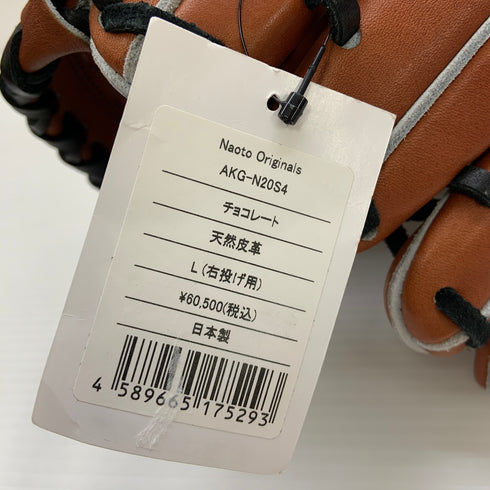 Naoto Originals
AKG-N20S4
チョコレート
天然皮革
L(右投げ用)
¥60,500(税込)
日本製
4 589665 175293